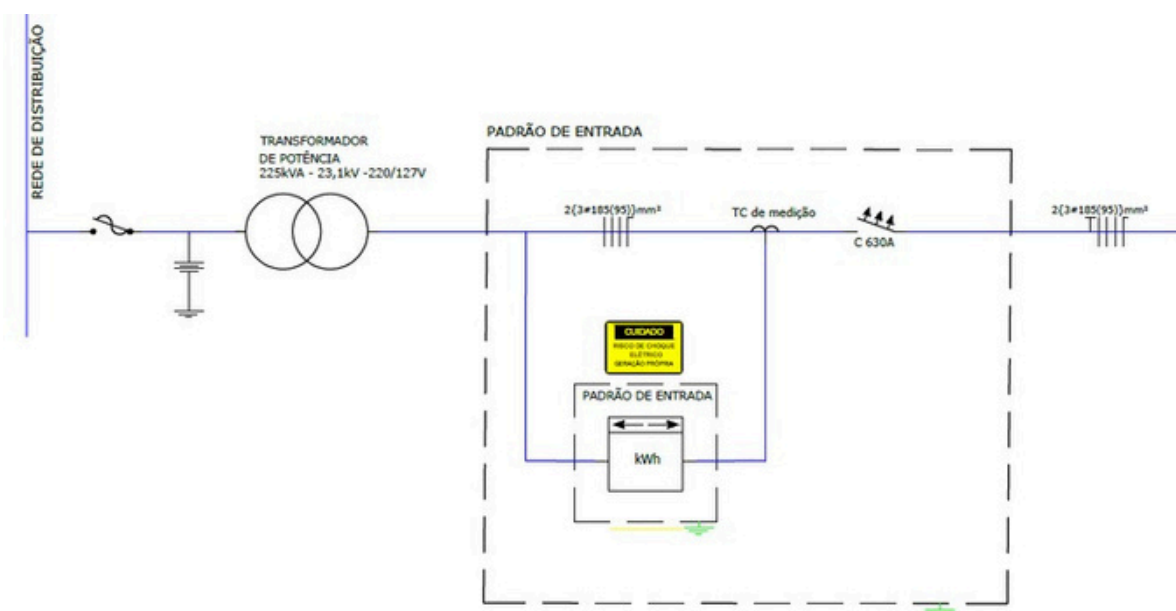 REDE DE DISTRIBUIÇÃO
TRANSFORMADOR
DE POTÊNCIA
225kVA - 23,1kV -220/127V
PADRÃO DE ENTRADA
2{3#185(95)}mm²
TC de medição
C 630A
2{3#185(95)}mm²
CUIDADO
RISCO DE CHOQUE
ELÉTRICO
GERAÇÃO PRÓPRIA
PADRÃO DE ENTRADA
kWh